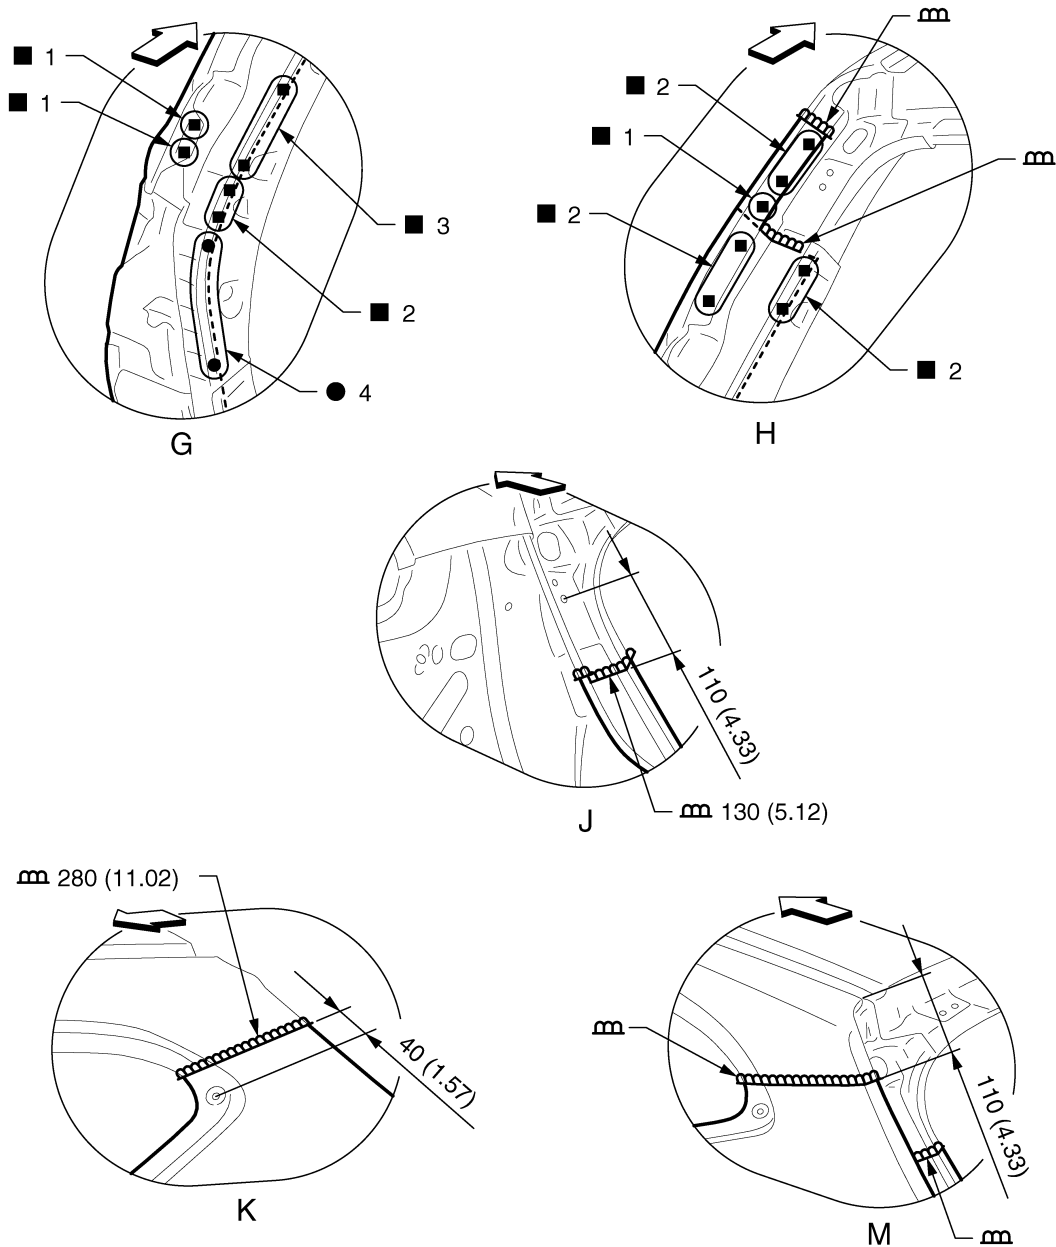 ■ 1
■ 1
■ 3
■ 2
● 4
G
■ 2
■ 1
■ 2
■ 2
H
110 (4.33)
130 (5.12)
J
280 (11.02)
40 (1.57)
K
110 (4.33)
M